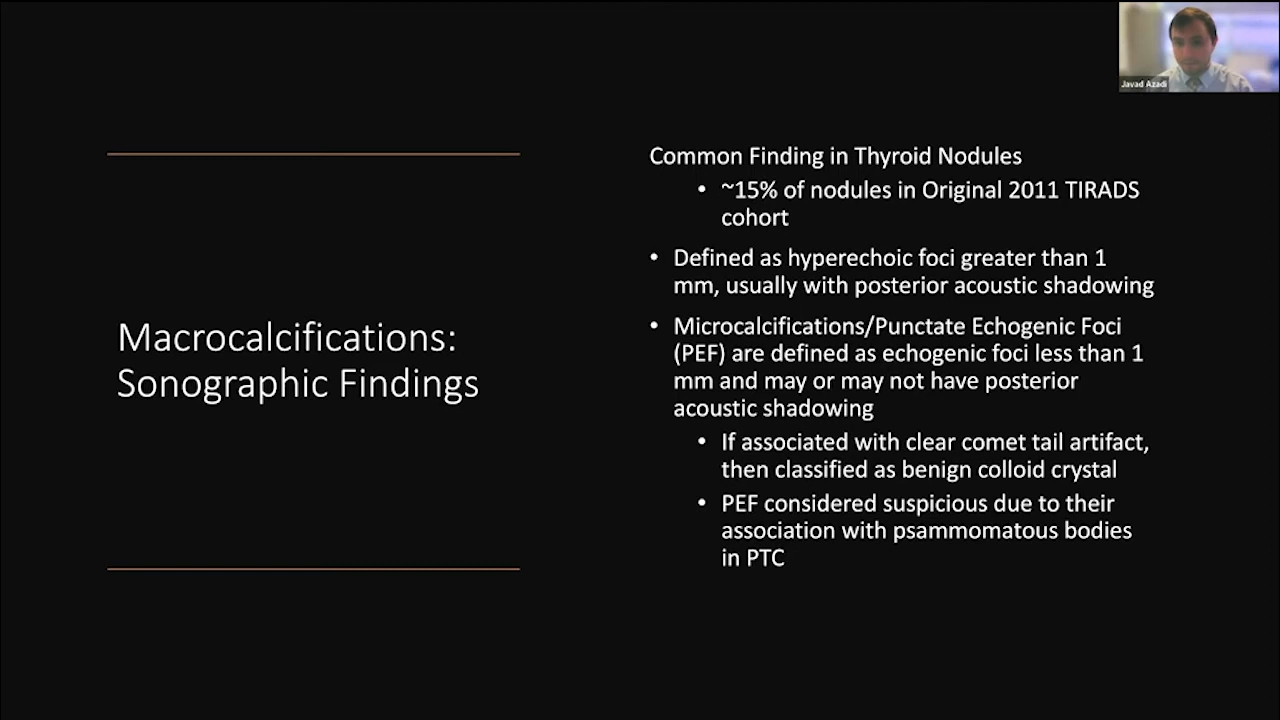 Javad Azadi
Macrocalcifications:
Sonographic Findings
Common Finding in Thyroid Nodules
• ~15% of nodules in Original 2011 TIRADS
cohort
• Defined as hyperechoic foci greater than 1
mm, usually with posterior acoustic shadowing
• Microcalcifications/Punctate Echogenic Foci
(PEF) are defined as echogenic foci less than 1
mm and may or may not have posterior
acoustic shadowing
• If associated with clear comet tail artifact,
then classified as benign colloid crystal
• PEF considered suspicious due to their
association with psammomatous bodies
in PTC